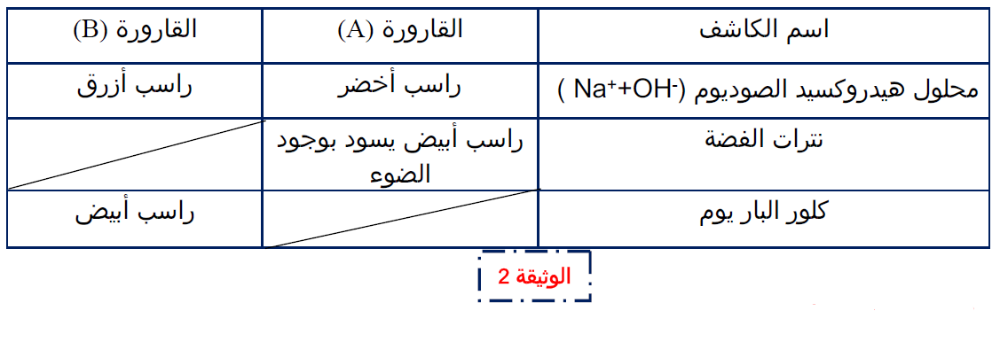 اسم الكاشف القارورة (A) القارورة (B)
محلول هيدروكسيد الصوديوم (Na⁺+OH⁻ ) راسب أخضر راسب أزرق
نترات الفضة راسب أبيض يسود بوجود
الضوء
كلور البار يوم راسب أبيض
الوثيقة 2